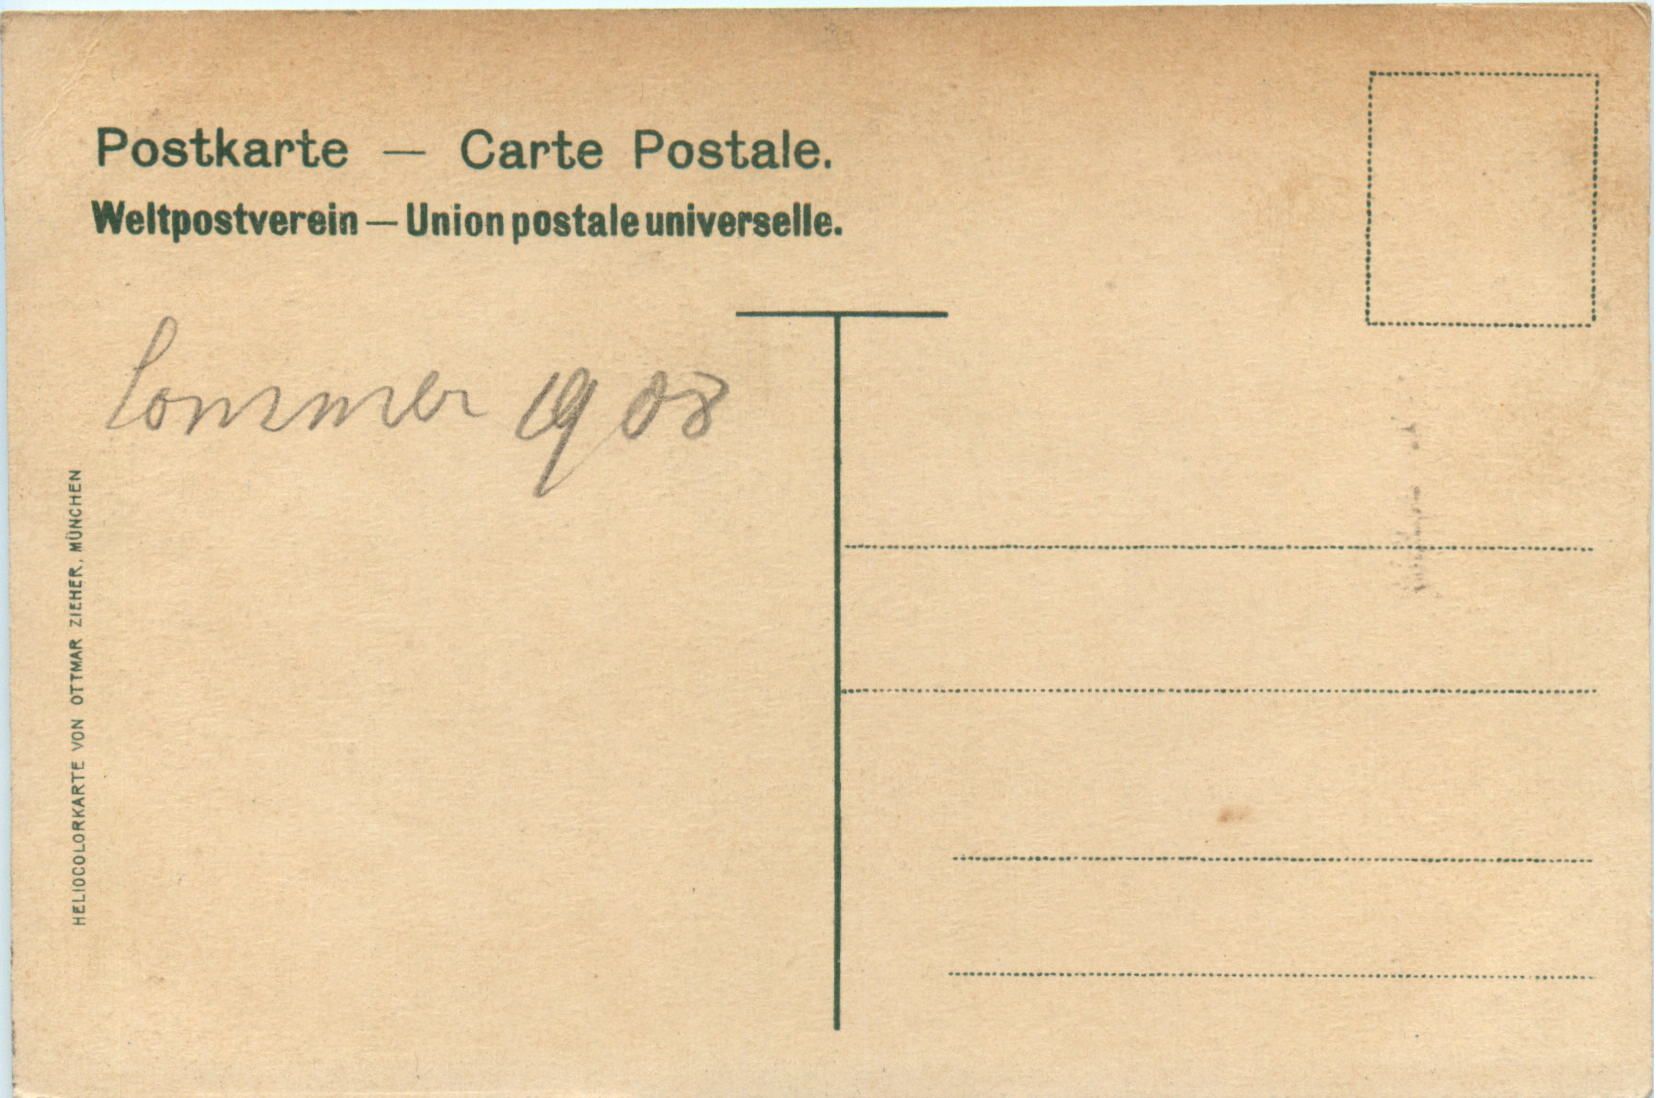 Postkarte — Carte Postale.
Weltpostverein — Union postale universelle.
Sommer 1908
HELIOCOLORKARTE VON OTTMAR ZIEHER, MÜNCHEN